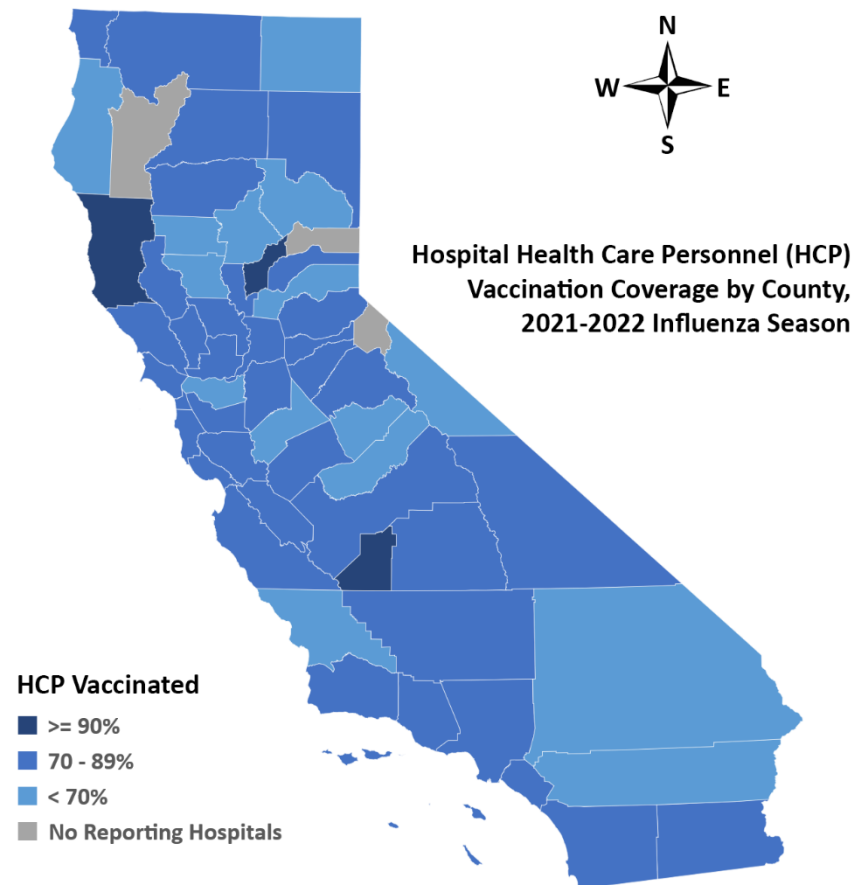 N
W E
S
Hospital Health Care Personnel (HCP)
Vaccination Coverage by County,
2021-2022 Influenza Season
HCP Vaccinated
>= 90%
70 - 89%
< 70%
No Reporting Hospitals